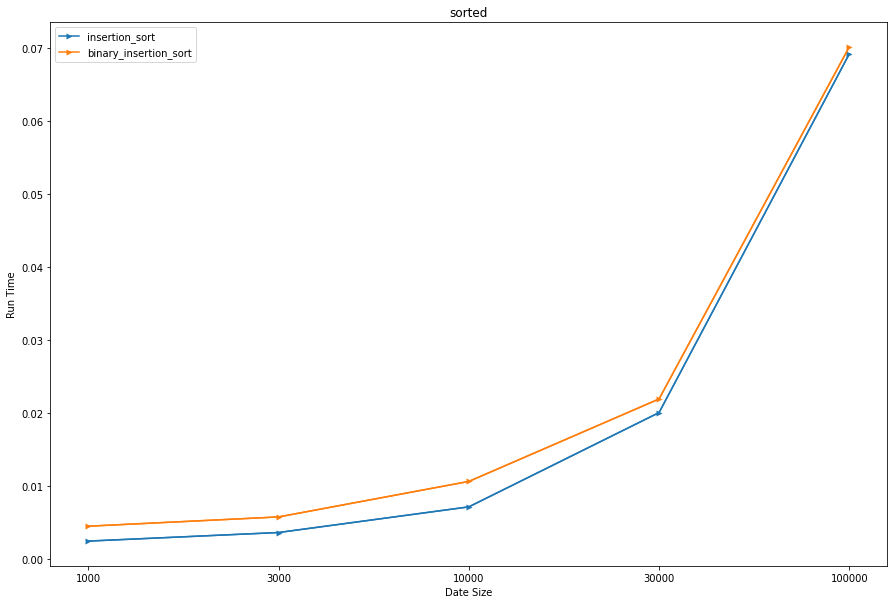 sorted
insertion_sort
binary_insertion_sort
0.07
0.06
0.05
0.04
0.03
0.02
0.01
0.00
Run Time
1000 3000 10000 30000 100000
Date Size